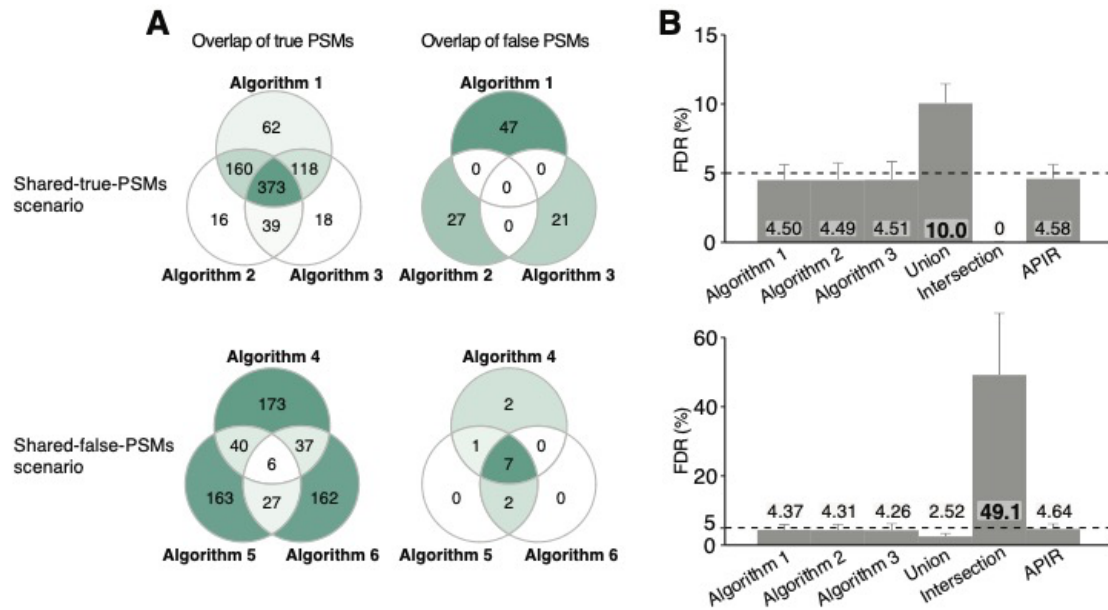 A
Overlap of true PSMs
Overlap of false PSMs
Shared-true-PSMs
scenario
Algorithm 1
62
160
118
373
16
39
18
Algorithm 2
Algorithm 3
Algorithm 1
47
0
0
0
27
0
21
Algorithm 2
Algorithm 3
Shared-false-PSMs
scenario
Algorithm 4
173
40
37
6
163
27
162
Algorithm 5
Algorithm 6
Algorithm 4
2
1
0
7
0
2
0
Algorithm 5
Algorithm 6
B
FDR (%)
15
10
5
0
4.50
4.49
4.51
10.0
0
4.58
Algorithm 1
Algorithm 2
Algorithm 3
Union
Intersection
APIR
FDR (%)
60
40
20
5
0
4.37
4.31
4.26
2.52
49.1
4.64
Algorithm 1
Algorithm 2
Algorithm 3
Union
Intersection
APIR